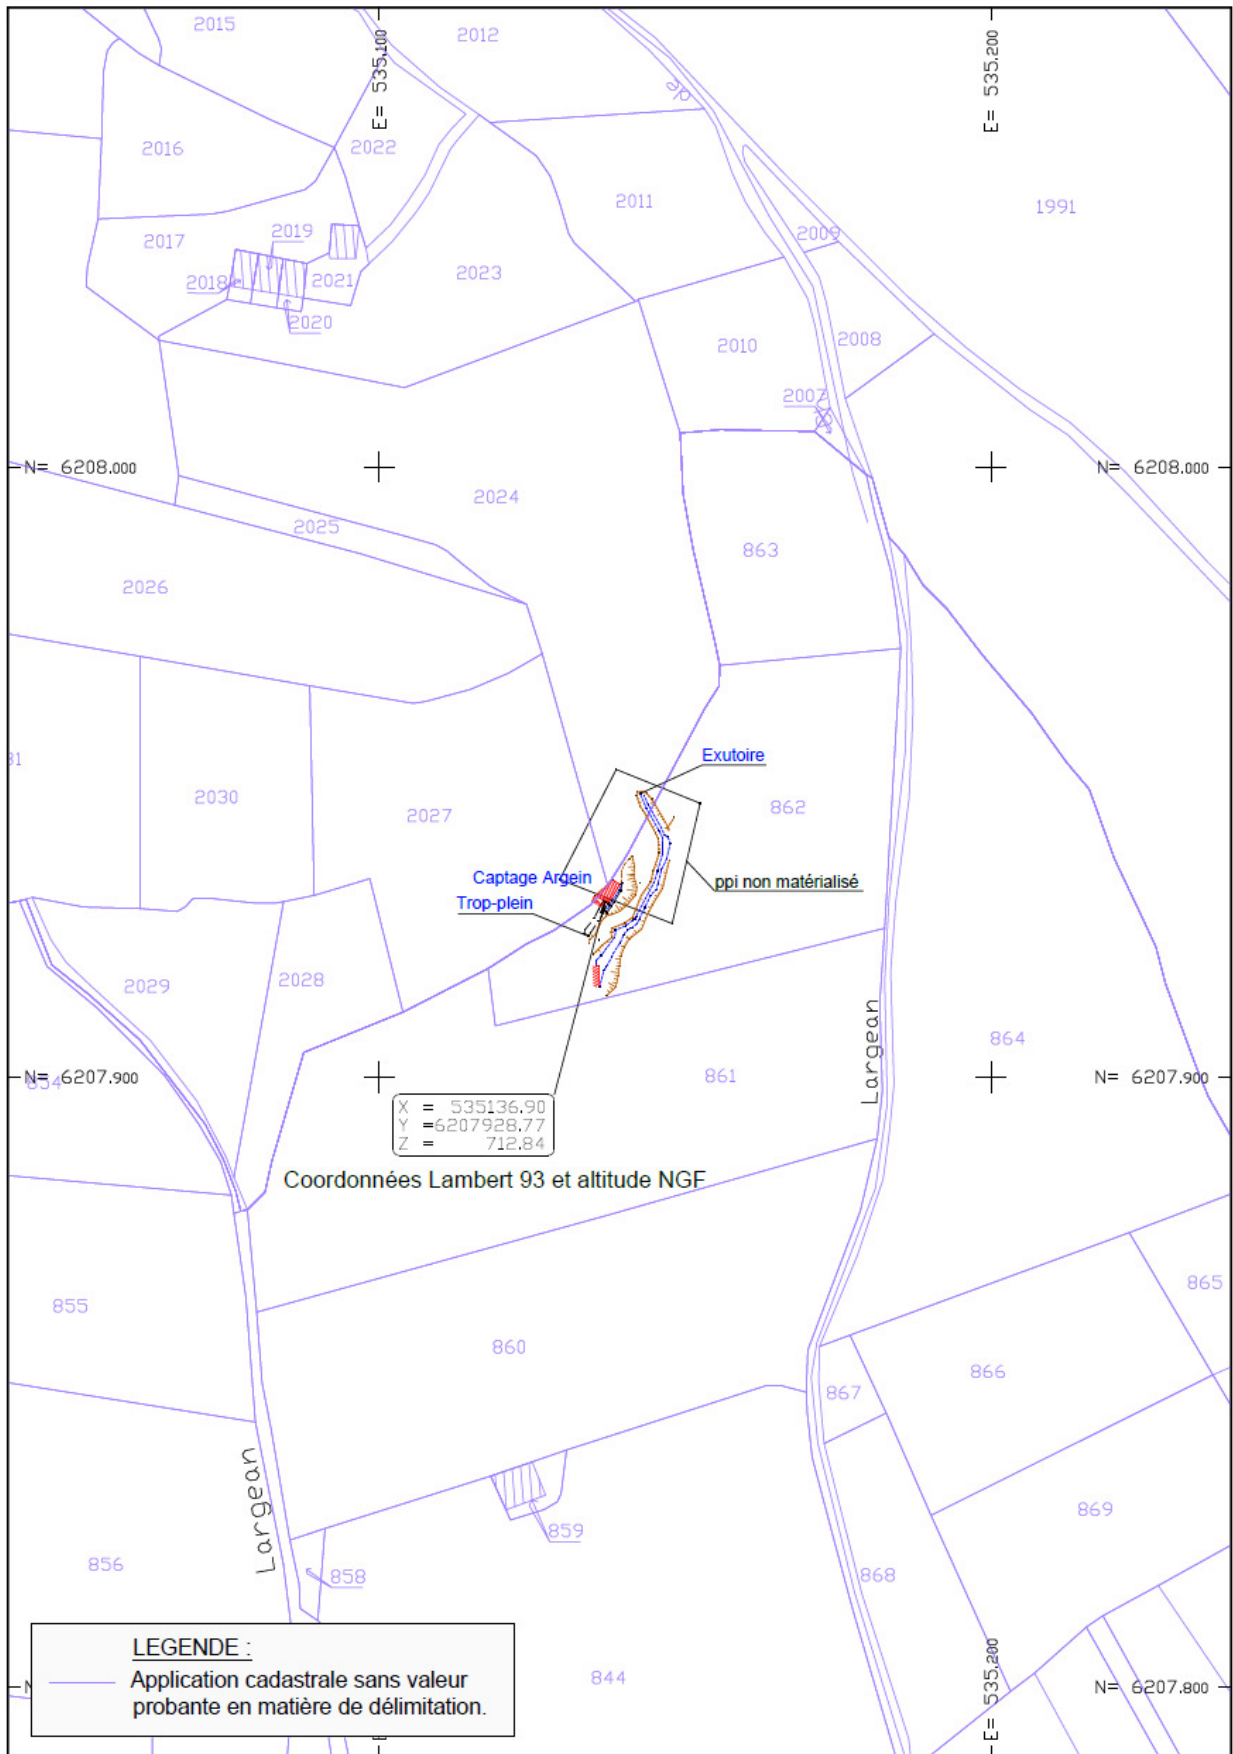 2015
2012
E= 535.100
E= 535.200
de
2016
2022
2011
1991
2009
2017
2019
2023
2018
2021
2020
2010
2008
2007
N= 6208.000
N= 6208.000
2024
2025
863
2026
Exutoire
2030
862
2027
Captage Argein
ppi non matérialisé
Trop-plein
2029
2028
Largean
864
N= 6207.900
861
N= 6207.900
854
X = 535136.90
Y =6207928.77
Z = 712.84
Coordonnées Lambert 93 et altitude NGF
855
865
860
866
867
Largean
869
859
856
858
868
LEGENDE :
Application cadastrale sans valeur
probante en matière de délimitation.
844
E= 535.200
N= 6207.800